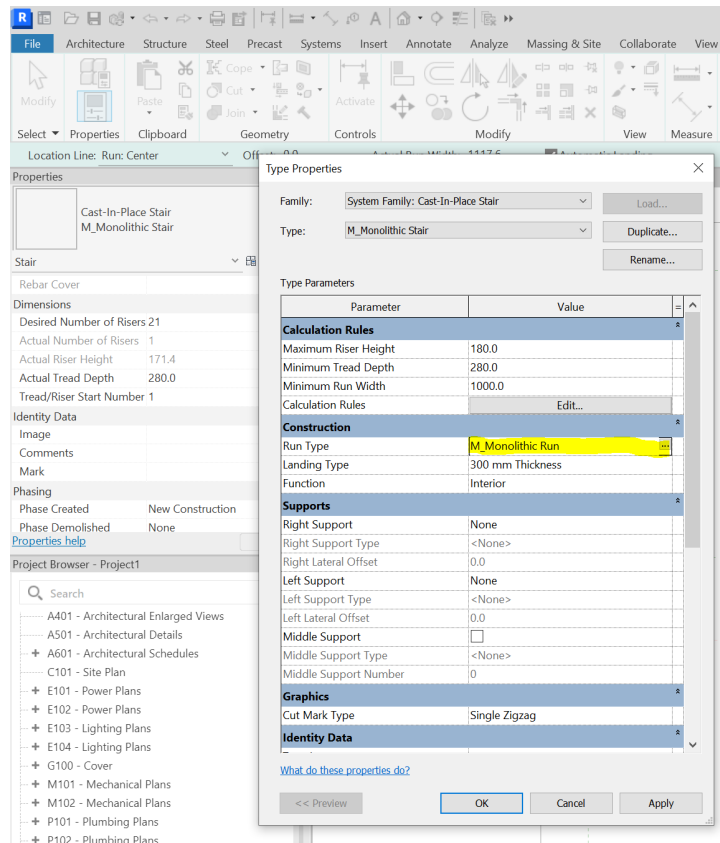 R
File Architecture Structure Steel Precast Systems Insert Annotate Analyze Massing & Site Collaborate View
Modify Paste Cope Cut Join Activate
Select Properties Clipboard Geometry Controls Modify View Measure
Location Line: Run: Center
Properties
Cast-In-Place Stair
M_Monolithic Stair
Stair
Rebar Cover
Dimensions
Desired Number of Risers 21
Actual Number of Risers 1
Actual Riser Height 171.4
Actual Tread Depth 280.0
Tread/Riser Start Number 1
Identity Data
Image
Comments
Mark
Phasing
Phase Created New Construction
Phase Demolished None
Properties help
Project Browser - Project1
Search
A401 - Architectural Enlarged Views
A501 - Architectural Details
A601 - Architectural Schedules
C101 - Site Plan
E101 - Power Plans
E102 - Power Plans
E103 - Lighting Plans
E104 - Lighting Plans
G100 - Cover
M101 - Mechanical Plans
M102 - Mechanical Plans
P101 - Plumbing Plans
P102 - Plumbing Plans
Type Properties
Family: System Family: Cast-In-Place Stair Load...
Type: M_Monolithic Stair Duplicate...
Rename...
Type Parameters
Parameter Value =
Calculation Rules
Maximum Riser Height 180.0
Minimum Tread Depth 280.0
Minimum Run Width 1000.0
Calculation Rules Edit...
Construction
Run Type M_Monolithic Run ...
Landing Type 300 mm Thickness
Function Interior
Supports
Right Support None
Right Support Type <None>
Right Lateral Offset 0.0
Left Support None
Left Support Type <None>
Left Lateral Offset 0.0
Middle Support
Middle Support Type <None>
Middle Support Number 0
Graphics
Cut Mark Type Single Zigzag
Identity Data
What do these properties do?
<< Preview OK Cancel Apply